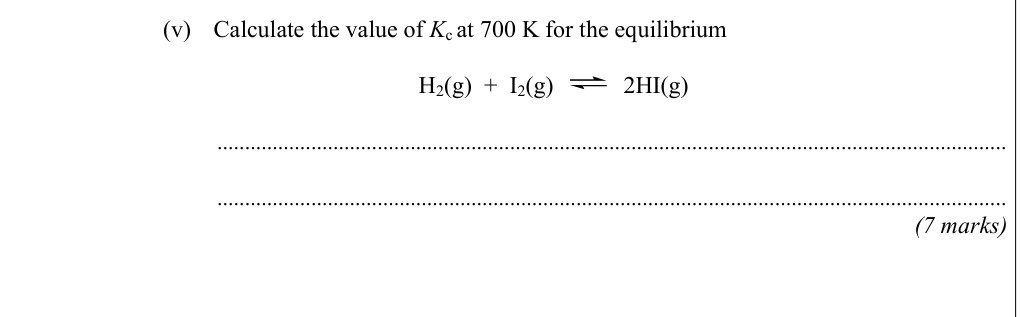 (v) Calculate the value of Kc at 700 K for the equilibrium
H2(g) + I2(g) ⇌ 2HI(g)
....................................................................................................................................................
....................................................................................................................................................
(7 marks)